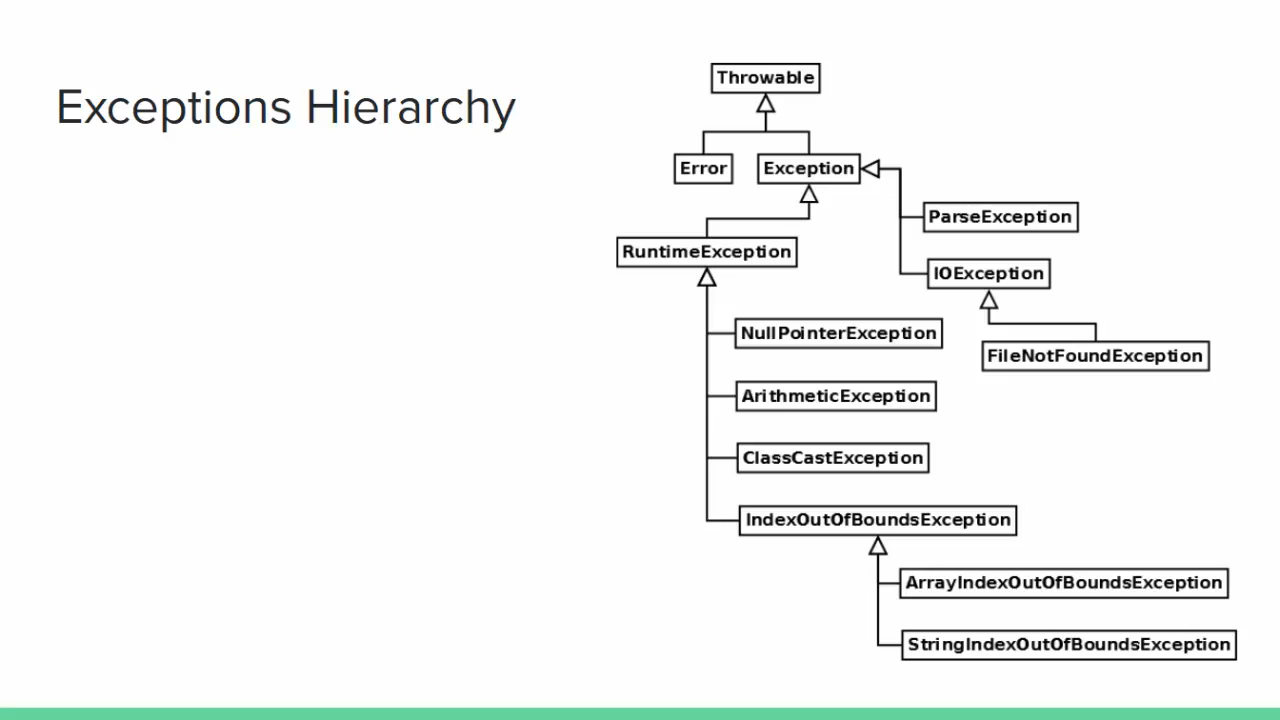 Exceptions Hierarchy
Throwable
Error
Exception
ParseException
RuntimeException
IOException
NullPointerException
FileNotFoundException
ArithmeticException
ClassCastException
IndexOutOfBoundsException
ArrayIndexOutOfBoundsException
StringIndexOutOfBoundsException